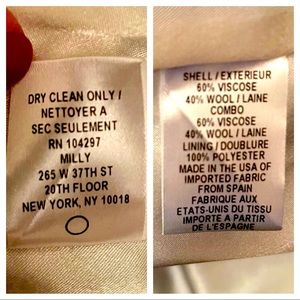 DRY CLEAN ONLY /
NETTOYER A
SEC SEULEMENT
RN 104297
MILLY
265 W 37TH ST
20TH FLOOR
NEW YORK, NY 10018
SHELL / EXTERIEUR
60% VISCOSE
40% WOOL / LAINE
COMBO
60% VISCOSE
40% WOOL / LAINE
LINING / DOUBLURE
100% POLYESTER
MADE IN THE USA OF
IMPORTED FABRIC
FROM SPAIN
FABRIQUE AUX
ETATS-UNIS DU TISSU
IMPORTE A PARTIR
DE L'ESPAGNE